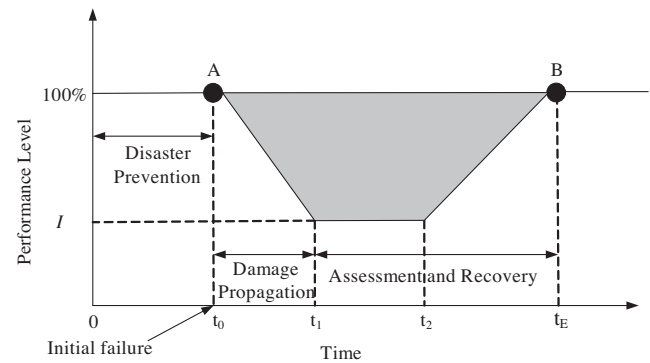 A
B
100%
Performance Level
Disaster
Prevention
I
Damage
Propagation
Assessment and Recovery
0
t0
t1
t2
tE
Initial failure
Time